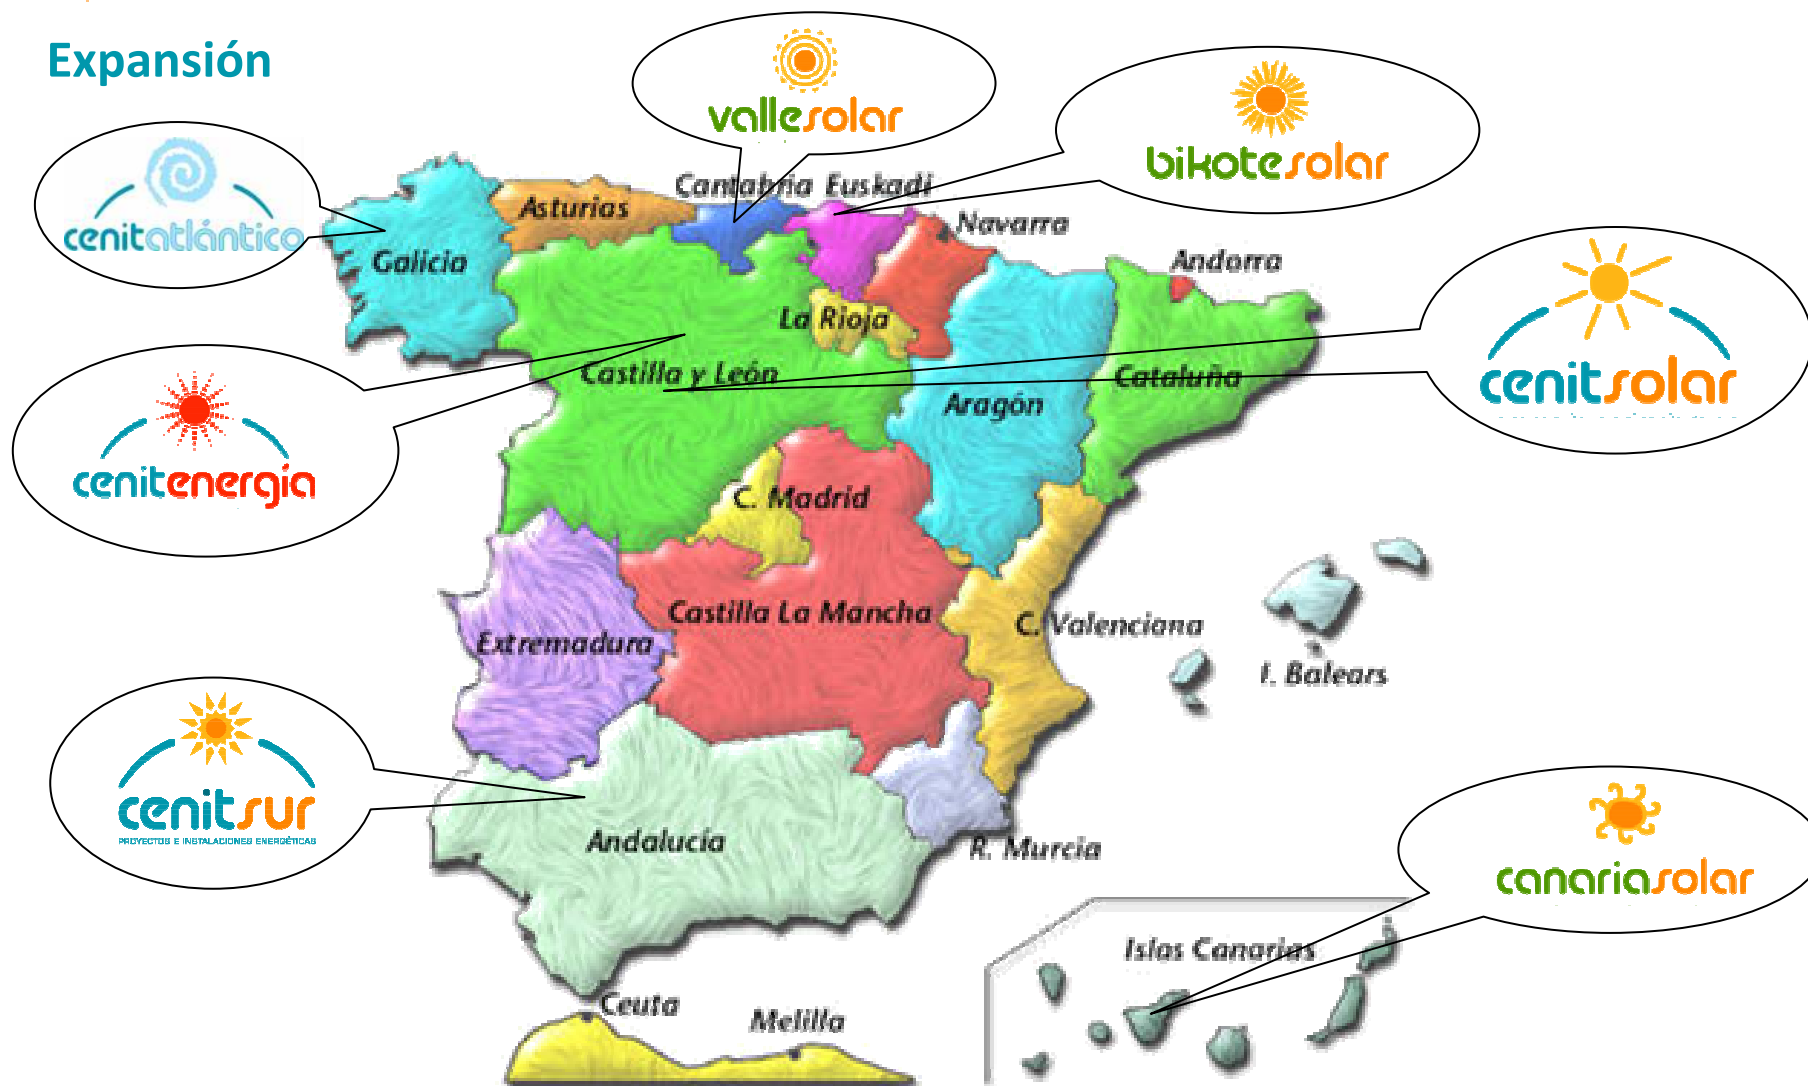 Expansión
vallesolar
bikotesolar
cenitatlántico
Cantabria Euskadi
Asturias
Navarra
Galicia
Andorra
La Rioja
Castilla y León
Cataluña
Aragón
cenitsolar
cenitenergía
C. Madrid
Castilla La Mancha
C. Valenciana
Extremadura
I. Balears
cenitsur
PROYECTOS E INSTALACIONES ENERGÉTICAS
Andalucía
R. Murcia
canariasolar
Islas Canarias
Ceuta
Melilla